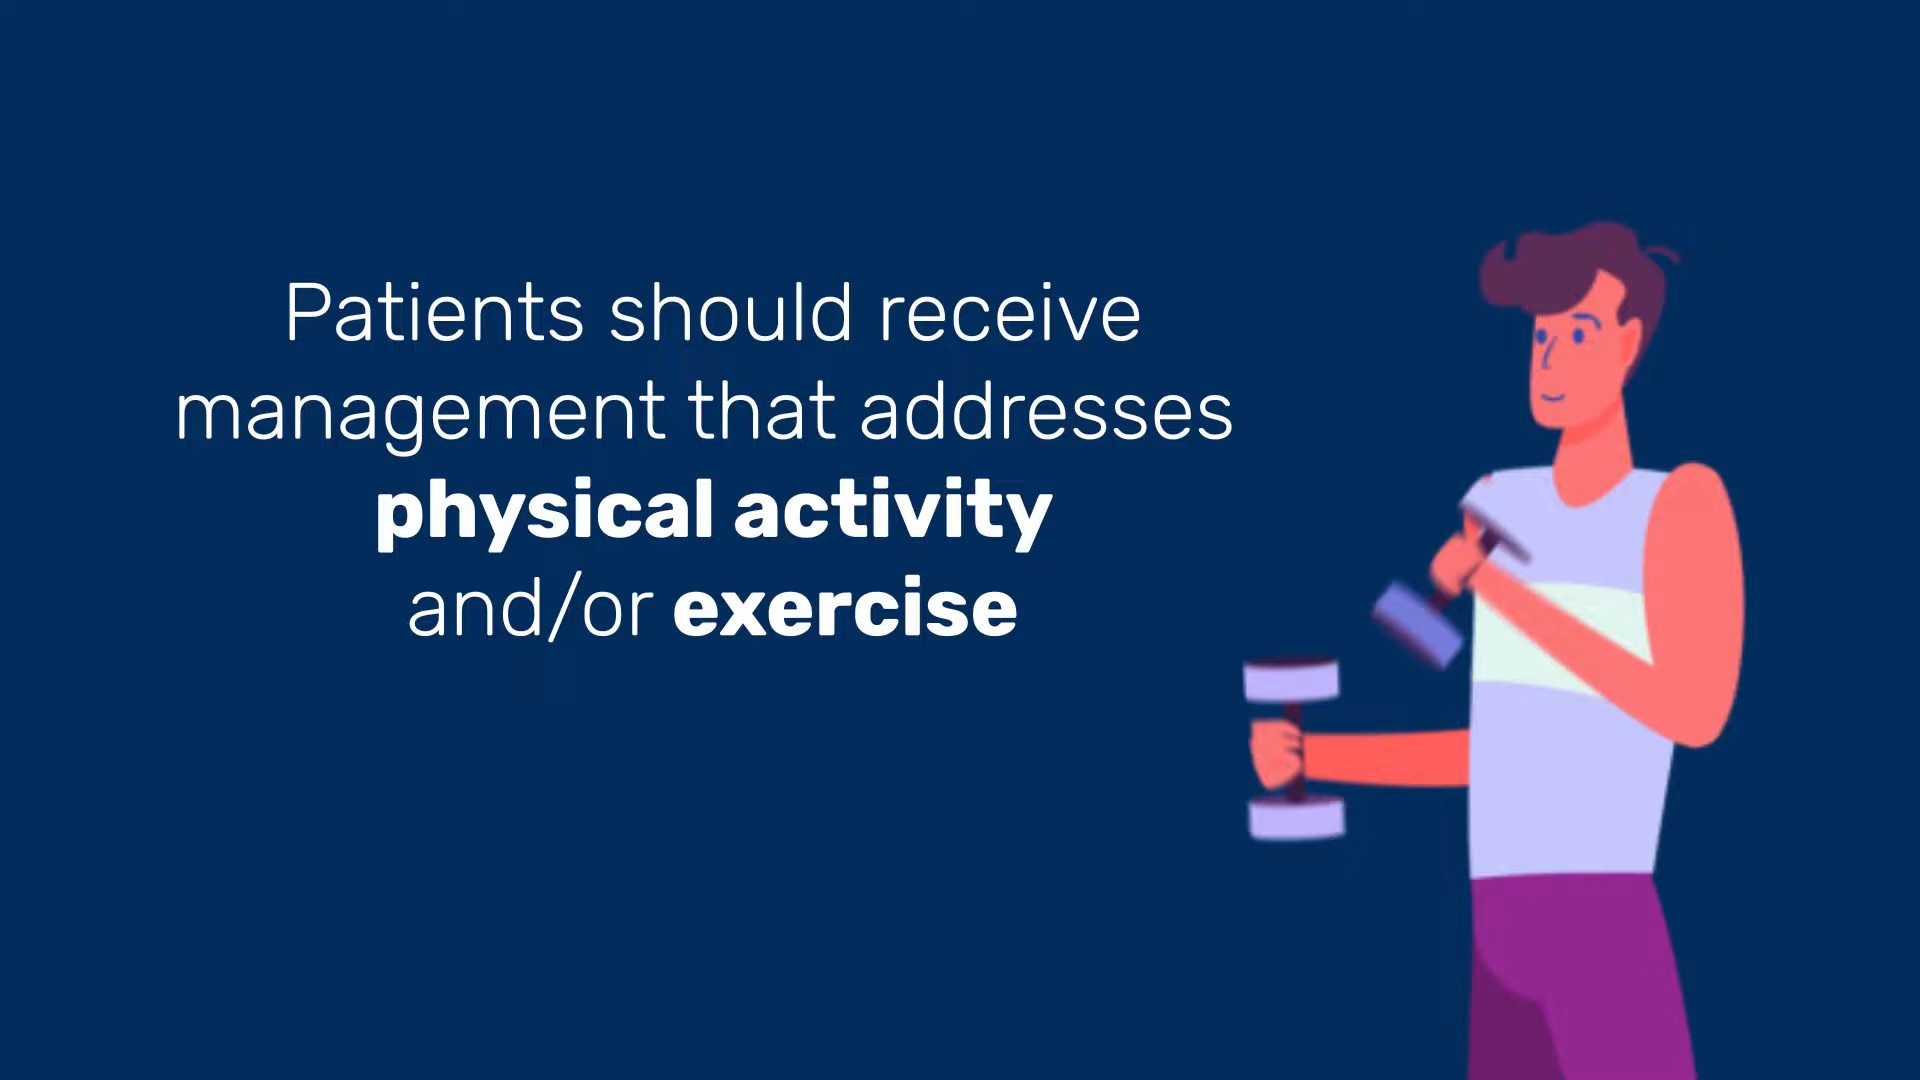 Patients should receive
management that addresses
physical activity
and/or exercise